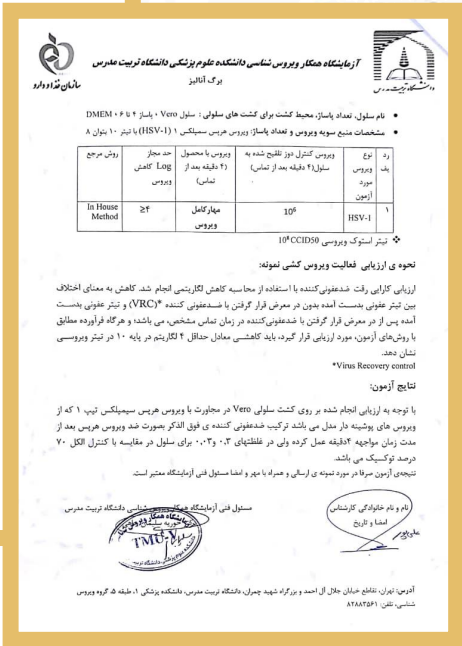 آزمایشگاه همکار ویروس شناسی دانشکده علوم پزشکی دانشگاه تربیت مدرس
برگ آنالیز
سازمان غذا و دارو
دانشگاه تربیت مدرس
• نام سلول، تعداد پاساژ، محیط کشت برای کشت های سلولی : سلول Vero ، پاساژ ۴ تا ۶ ، DMEM
• مشخصات منبع سویه ویروس و تعداد پاساژ: ویروس هرپس سمپلکس ۱ (HSV-1) با تیتر ۱۰ بتوان ۸
ردیف
نوع ویروس مورد آزمون
ویروس کنترل دوز تلقیح شده به سلول(۴ دقیقه بعد از تماس)
ویروس با محصول (۴ دقیقه بعد از تماس)
حد مجاز Log کاهش ویروس
روش مرجع
۱
HSV-1
10⁶
مهار کامل ویروس
≥۴
In House Method
❖ تیتر استوک ویروسی 10⁸CCID50
نحوه ی ارزیابی فعالیت ویروس کشی نمونه:
ارزیابی کارایی رقت ضدعفونی‌کننده با استفاده از محاسبه کاهش لگاریتمی انجام شد. کاهش به معنای اختلاف
بین تیتر عفونی بدست آمده بدون در معرض قرار گرفتن با ضدعفونی کننده *(VRC) و تیتر عفونی بدست
آمده پس از در معرض قرار گرفتن با ضدعفونی‌کننده در زمان تماس مشخص، می باشد؛ و هرگاه فرآورده مطابق
با روش‌های آزمون، مورد ارزیابی قرار گیرد، باید کاهشی معادل حداقل ۴ لگاریتم در پایه ۱۰ در تیتر ویروسی
نشان دهد.
*Virus Recovery control
نتایج آزمون:
با توجه به ارزیابی انجام شده بر روی کشت سلولی Vero در مجاورت با ویروس هرپس سیمپلکس تیپ ۱ که از
ویروس های پوشینه دار مدل می باشد ترکیب ضدعفونی کننده ی فوق الذکر بصورت ضد ویروس هرپس بعد از
مدت زمان مواجهه ۴دقیقه عمل کرده ولی در غلظتهای ۰٫۳ و۰٫۰۳ برای سلول در مقایسه با کنترل الکل ۷۰
درصد توکسیک می باشد.
نتیجه‌ی آزمون صرفا در مورد نمونه ی ارسالی و همراه با مهر و امضا مسئول فنی آزمایشگاه معتبر است.
نام و نام خانوادگی کارشناس
امضا و تاریخ
مسئول فنی آزمایشگاه همکار ویروس شناسی دانشگاه تربیت مدرس
TMU-V
آدرس: تهران، تقاطع خیابان جلال آل احمد و بزرگراه شهید چمران، دانشگاه تربیت مدرس، دانشکده پزشکی ۱، طبقه ۵، گروه ویروس
شناسی، تلفن: ۸۲۸۸۳۵۶۱